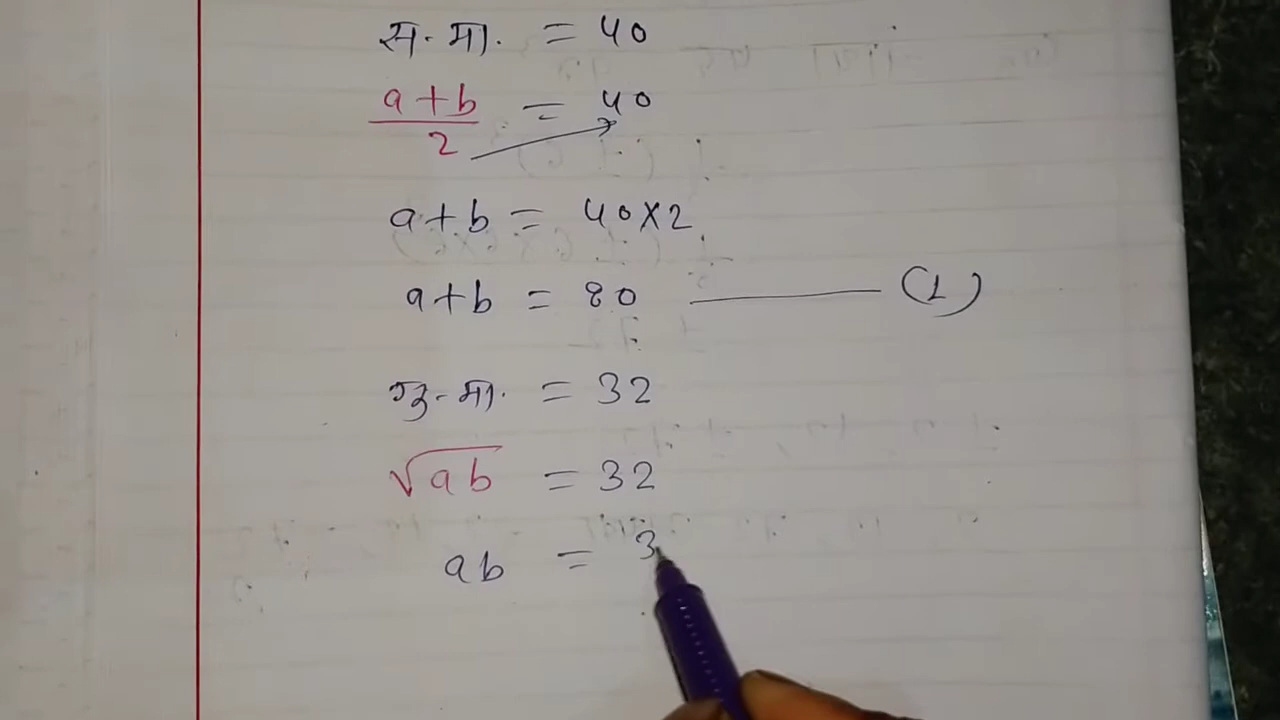 स. मा. = 40
a + b / 2 = 40
a + b = 40 × 2
a + b = 80 (1)
गु. मा. = 32
√ab = 32
ab = 3